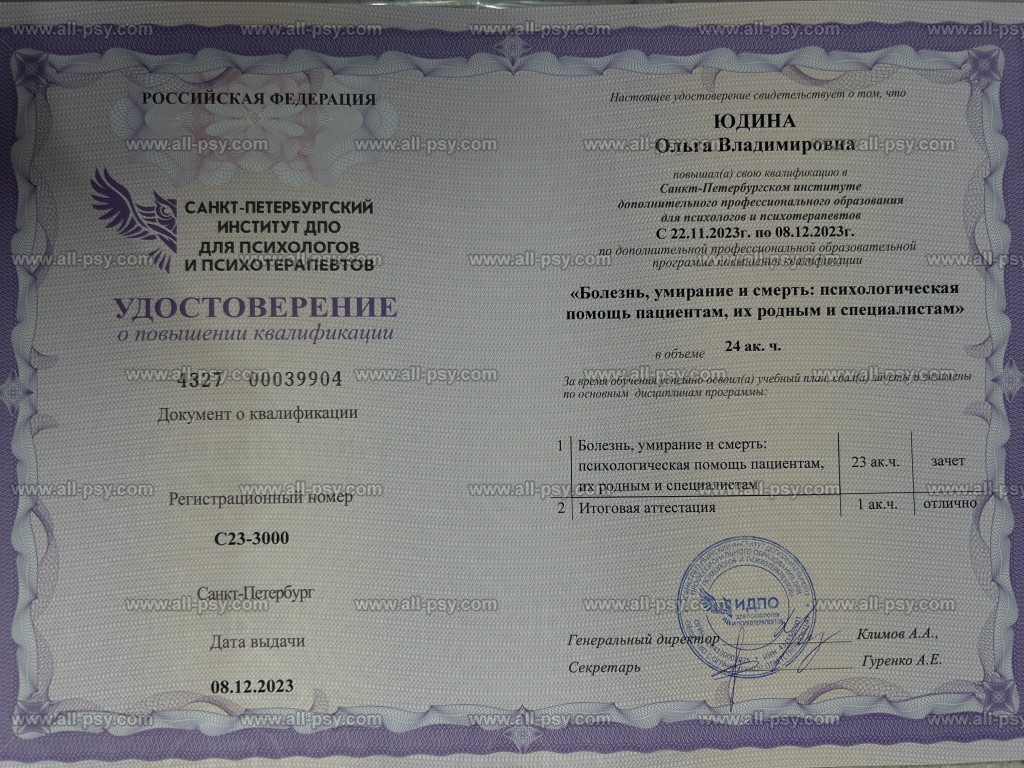 РОССИЙСКАЯ ФЕДЕРАЦИЯ
САНКТ-ПЕТЕРБУРГСКИЙ
ИНСТИТУТ ДПО
ДЛЯ ПСИХОЛОГОВ
И ПСИХОТЕРАПЕВТОВ
УДОСТОВЕРЕНИЕ
о повышении квалификации
4327 00039904
Документ о квалификации
Регистрационный номер
С23-3000
Санкт-Петербург
Дата выдачи
08.12.2023
Настоящее удостоверение свидетельствует о том, что
ЮДИНА
Ольга Владимировна
повышал(а) свою квалификацию в
Санкт-Петербургском институте
дополнительного профессионального образования
для психологов и психотерапевтов
С 22.11.2023г. по 08.12.2023г.
по дополнительной профессиональной образовательной
программе повышения квалификации
«Болезнь, умирание и смерть: психологическая
помощь пациентам, их родным и специалистам»
в объеме 24 ак. ч.
За время обучения успешно освоил(а) учебный план, сдал(а) зачеты и экзамены
по основным дисциплинам программы:
1 Болезнь, умирание и смерть:
психологическая помощь пациентам, 23 ак.ч. зачет
их родным и специалистам
2 Итоговая аттестация 1 ак.ч. отлично
ИДПО
для психологов
и психотерапевтов
Генеральный директор Климов А.А.,
Секретарь Гуренко А.Е.
www.all-psy.com